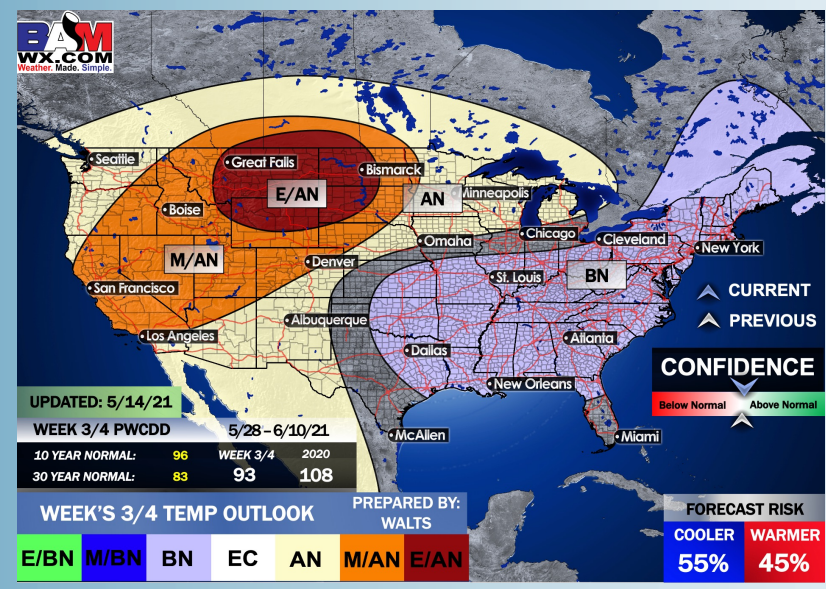 BAM
WX.COM
Weather. Made. Simple.
Seattle
Great Falls
Bismarck
E/AN
AN
Minneapolis
Boise
M/AN
Omaha
Chicago
Cleveland
New York
Denver
St. Louis
BN
San Francisco
CURRENT
PREVIOUS
Albuquerque
Los Angeles
Dallas
Atlanta
New Orleans
McAllen
Miami
CONFIDENCE
Below Normal
Above Normal
UPDATED: 5/14/21
WEEK 3/4 PWCDD 5/28 – 6/10/21
10 YEAR NORMAL: 96 WEEK 3/4 2020
30 YEAR NORMAL: 83 93 108
WEEK'S 3/4 TEMP OUTLOOK
PREPARED BY:
WALTS
E/BN M/BN BN EC AN M/AN E/AN
FORECAST RISK
COOLER WARMER
55% 45%